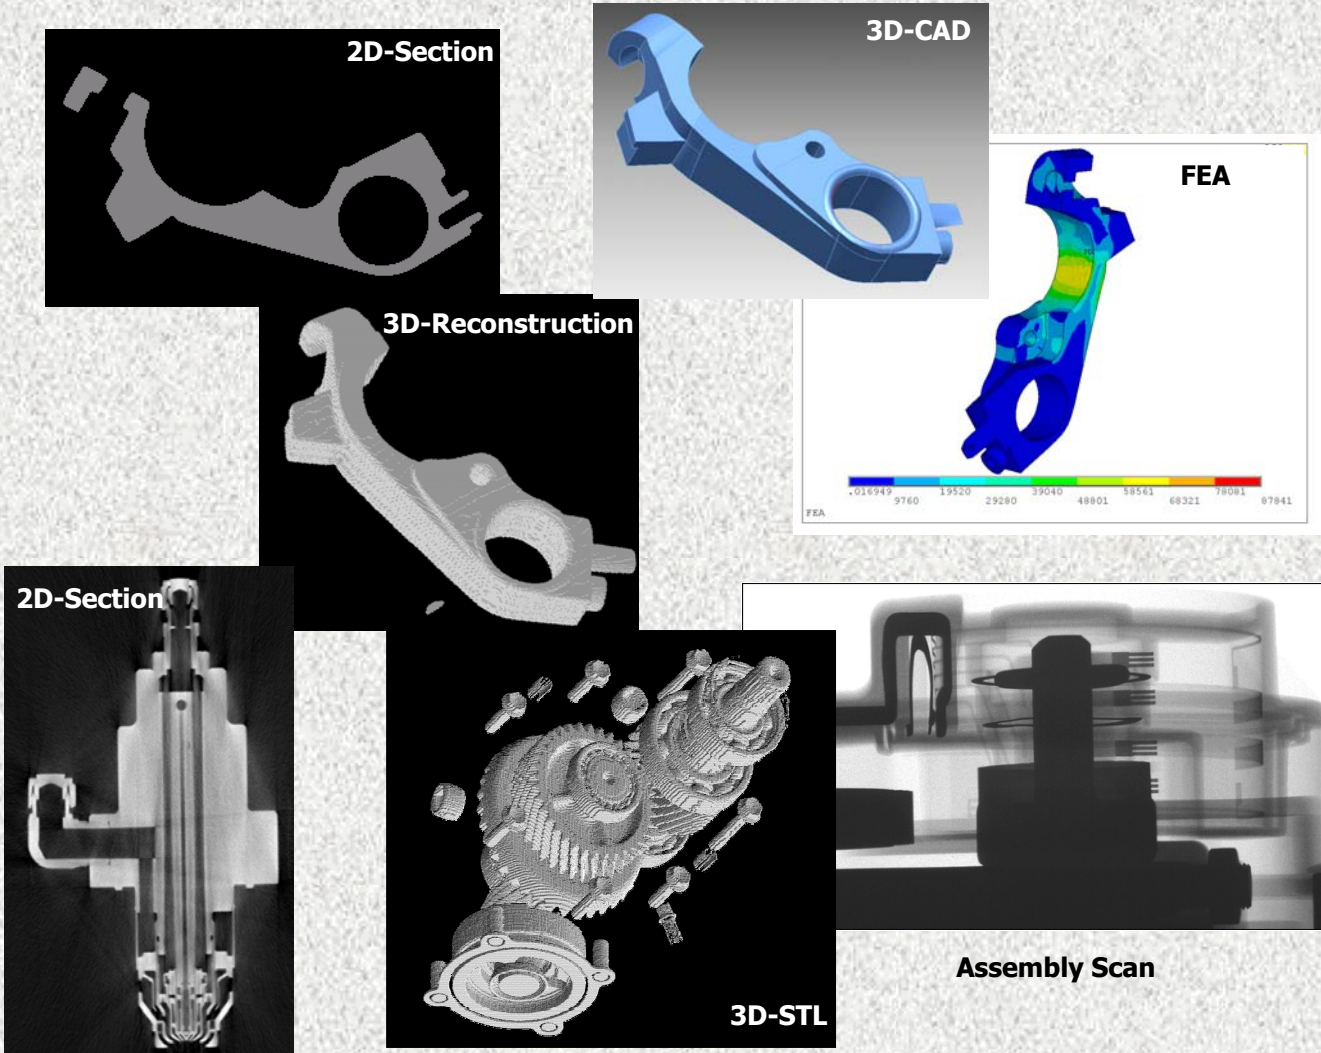 2D-Section
3D-CAD
FEA
3D-Reconstruction
.016949
9760
19520
29280
39040
48801
58561
68321
78081
87841
FEA
2D-Section
3D-STL
Assembly Scan